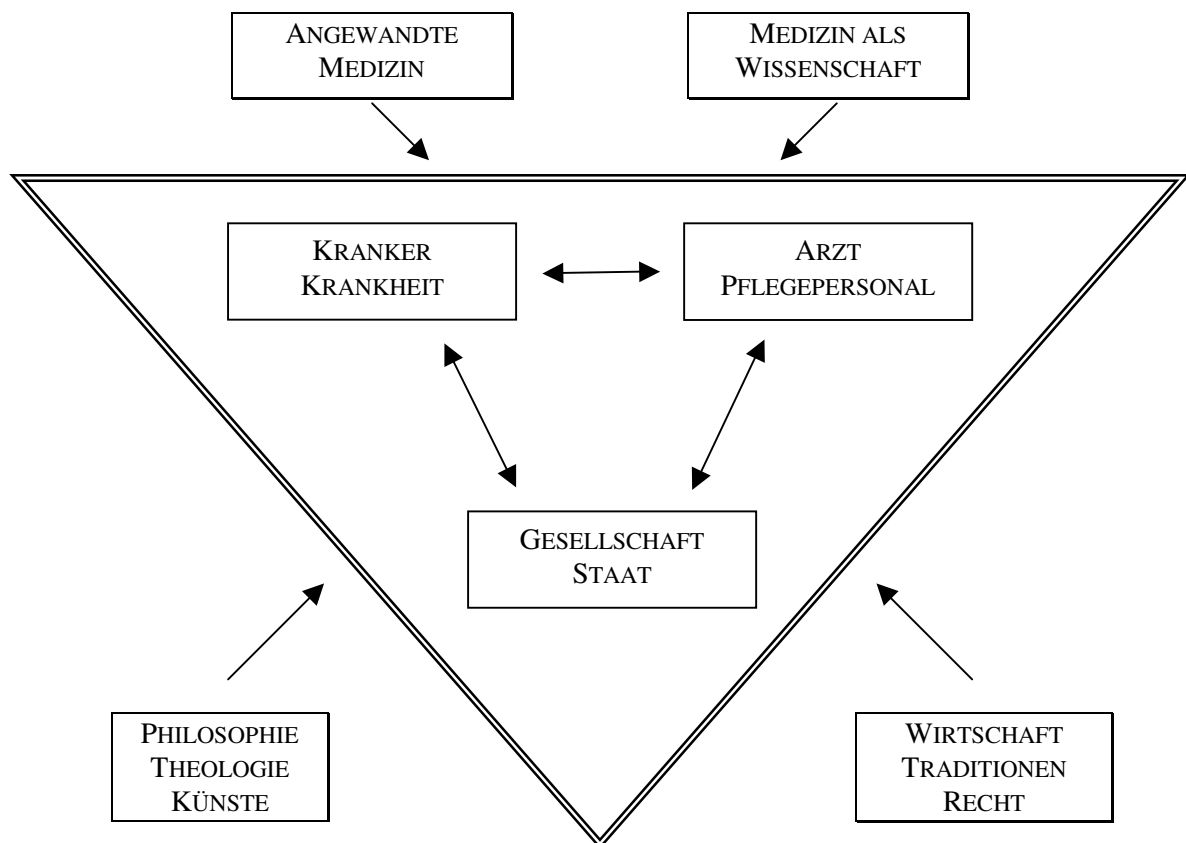 ANGEWANDTE
MEDIZIN
MEDIZIN ALS
WISSENSCHAFT
KRANKER
KRANKHEIT
ARZT
PFLEGEPERSONAL
GESELLSCHAFT
STAAT
PHILOSOPHIE
THEOLOGIE
KÜNSTE
WIRTSCHAFT
TRADITIONEN
RECHT